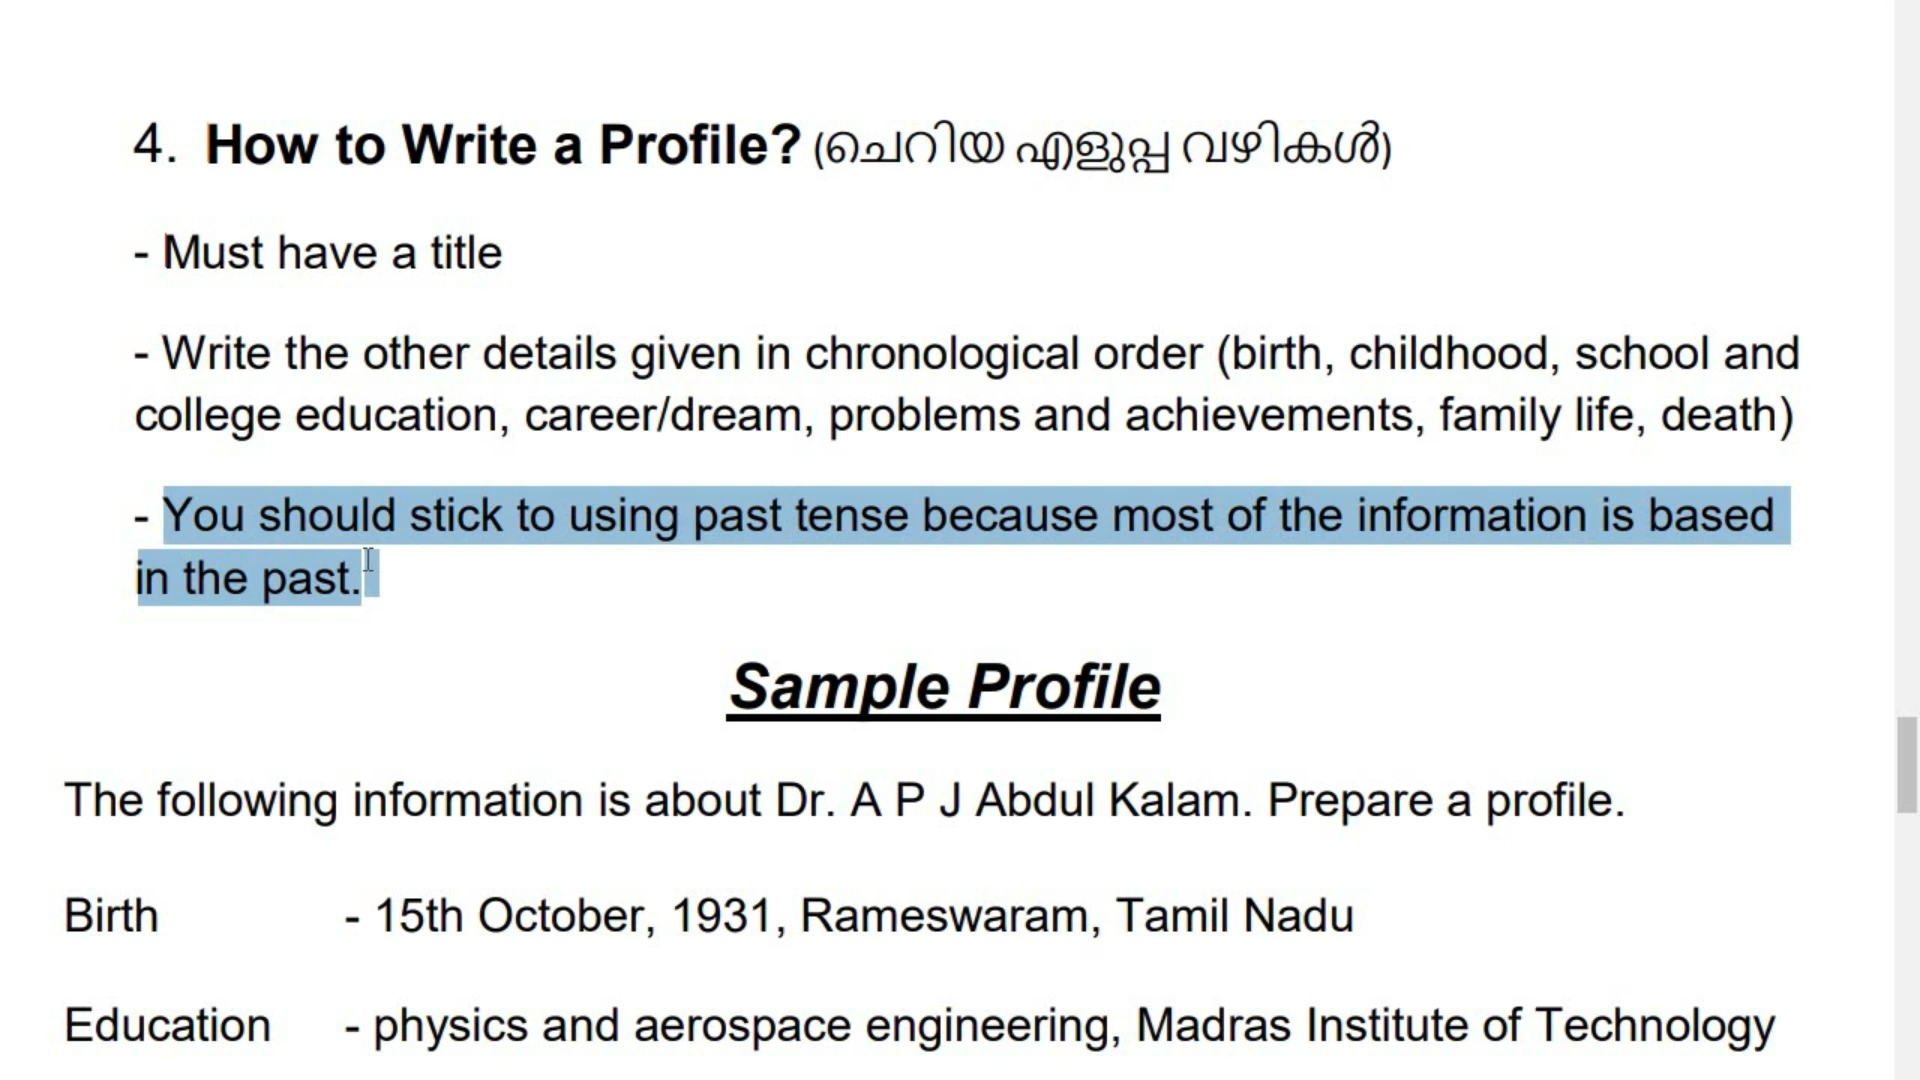 4. How to Write a Profile? (ചെറിയ എളുപ്പ വഴികൾ)
- Must have a title
- Write the other details given in chronological order (birth, childhood, school and
college education, career/dream, problems and achievements, family life, death)
- You should stick to using past tense because most of the information is based
in the past.
Sample Profile
The following information is about Dr. A P J Abdul Kalam. Prepare a profile.
Birth - 15th October, 1931, Rameswaram, Tamil Nadu
Education - physics and aerospace engineering, Madras Institute of Technology